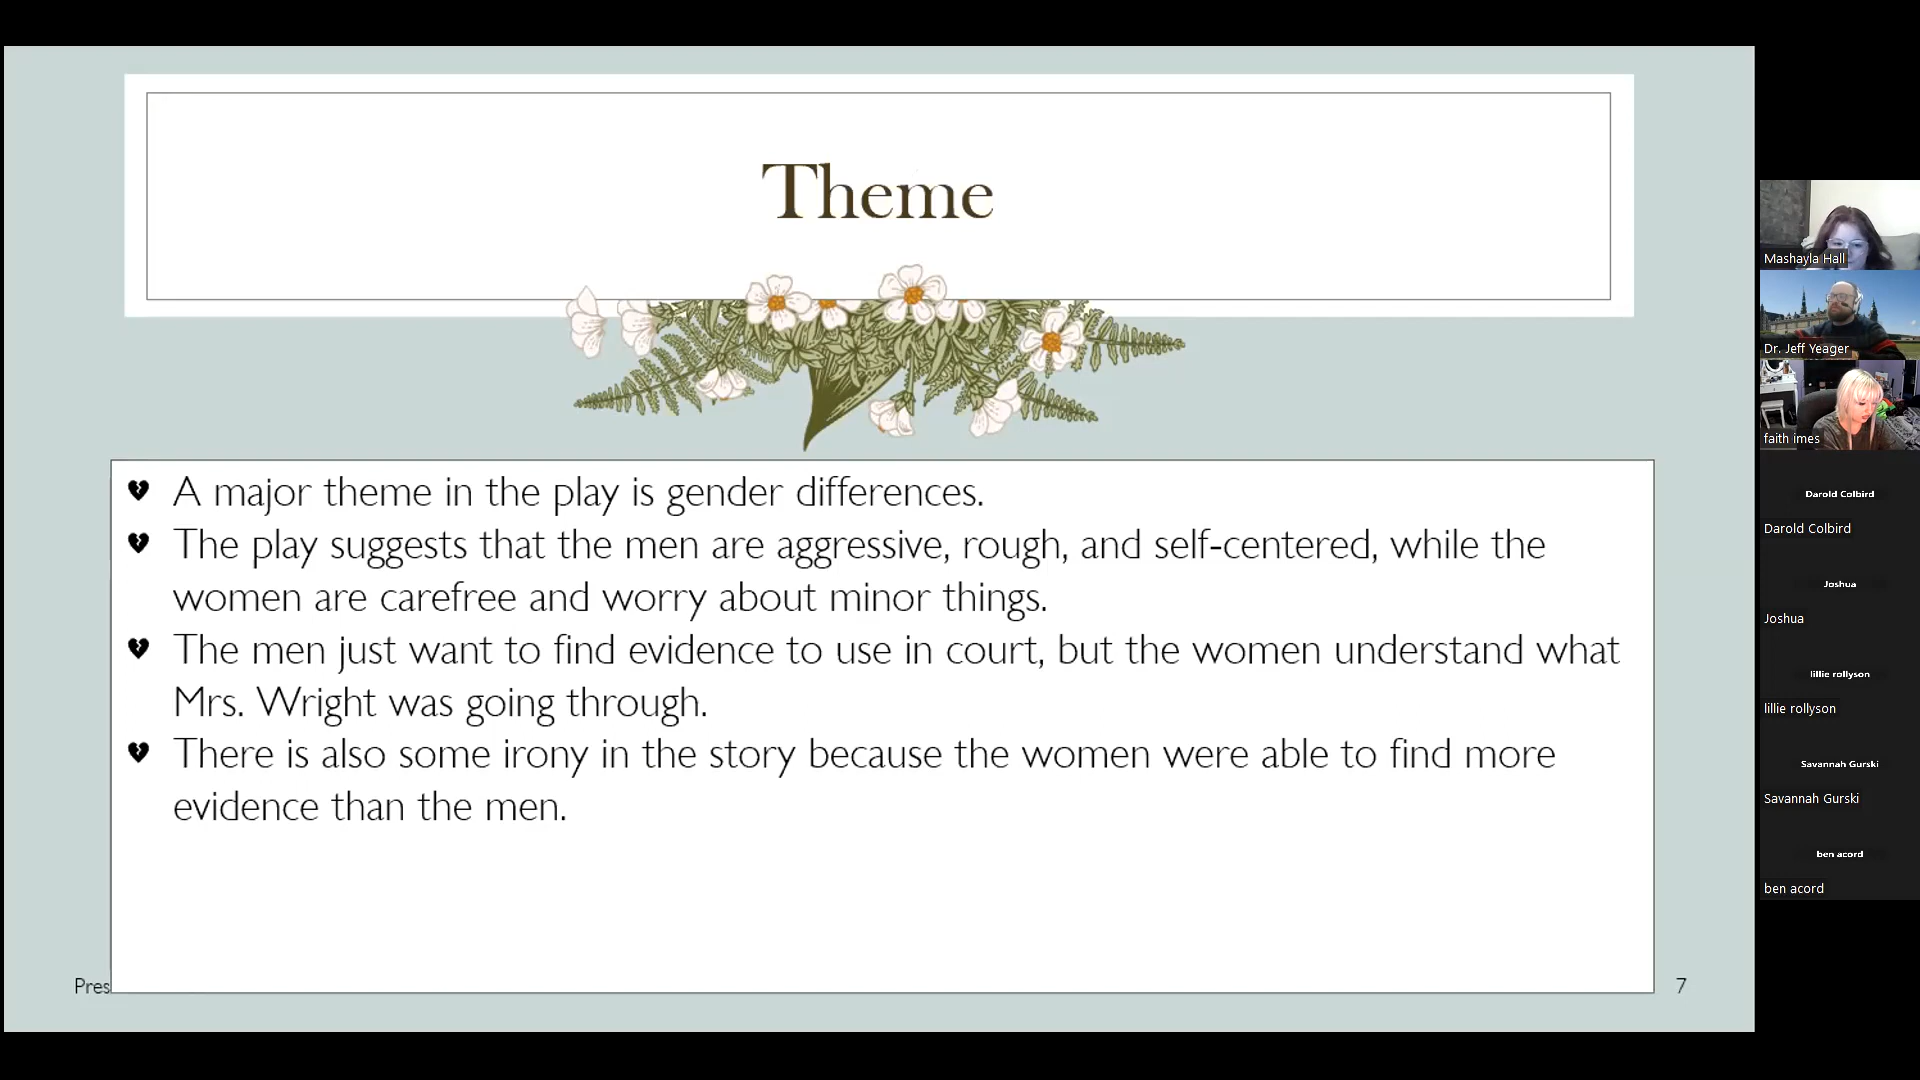 Theme
A major theme in the play is gender differences.
The play suggests that the men are aggressive, rough, and self-centered, while the
women are carefree and worry about minor things.
The men just want to find evidence to use in court, but the women understand what
Mrs. Wright was going through.
There is also some irony in the story because the women were able to find more
evidence than the men.
Pres
7
Mashayla Hall
Dr. Jeff Yeager
faith imes
Darold Colbird
Darold Colbird
Joshua
Joshua
lillie rollyson
lillie rollyson
Savannah Gurski
Savannah Gurski
ben acord
ben acord